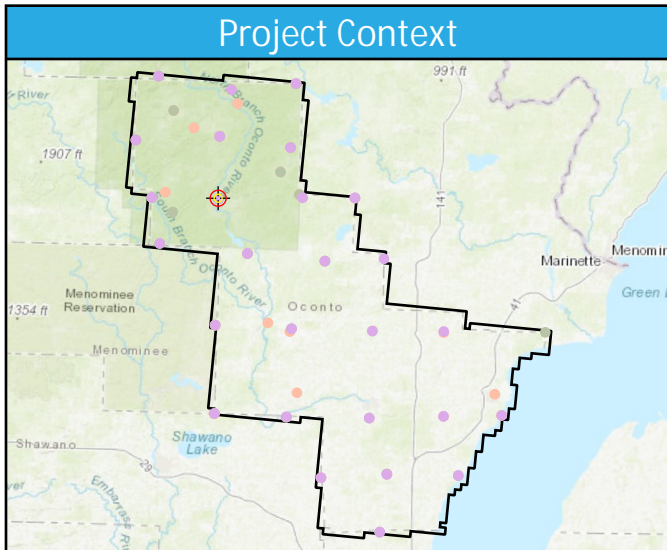 Project Context
991 ft
North Branch Oconto River
River
1907 ft
141
South Branch Oconto River
Marinette
Menomin
41
Green B
Menominee
Reservation
1354 ft
Oconto
Menominee
Shawano
Lake
Shawano
29
Embarrass River